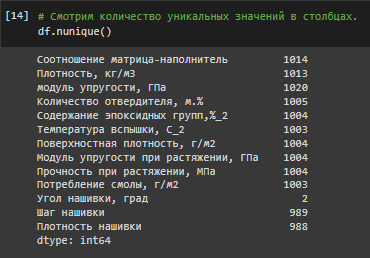 [14] # Смотрим количество уникальных значений в столбцах.
df.nunique()
Соотношение матрица-наполнитель 1014
Плотность, кг/м3 1013
модуль упругости, ГПа 1020
Количество отвердителя, м.% 1005
Содержание эпоксидных групп,%_2 1004
Температура вспышки, С_2 1003
Поверхностная плотность, г/м2 1004
Модуль упругости при растяжении, ГПа 1004
Прочность при растяжении, МПа 1004
Потребление смолы, г/м2 1003
Угол нашивки, град 2
Шаг нашивки 989
Плотность нашивки 988
dtype: int64